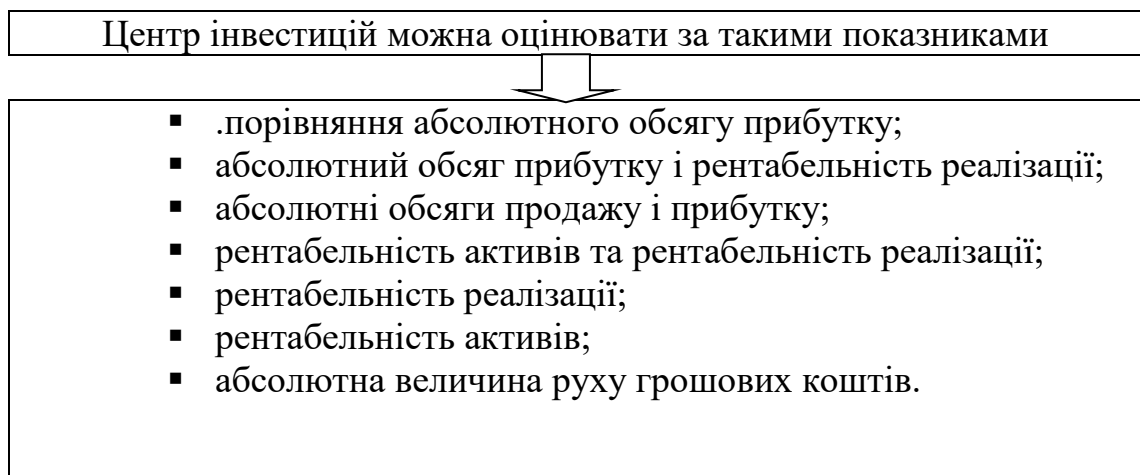 Центр інвестицій можна оцінювати за такими показниками
▪ .порівняння абсолютного обсягу прибутку;
▪ абсолютний обсяг прибутку і рентабельність реалізації;
▪ абсолютні обсяги продажу і прибутку;
▪ рентабельність активів та рентабельність реалізації;
▪ рентабельність реалізації;
▪ рентабельність активів;
▪ абсолютна величина руху грошових коштів.